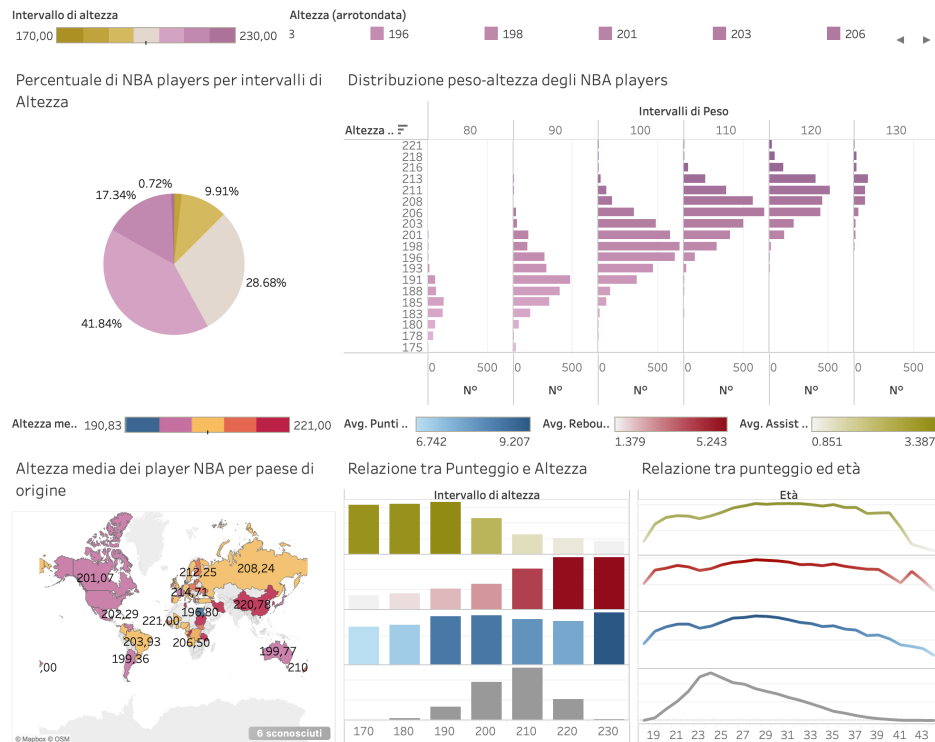 Intervallo di altezza
170,00
230,00
Altezza (arrotondata)
3
196
198
201
203
206
Percentuale di NBA players per intervalli di
Altezza
0.72%
17.34%
9.91%
28.68%
41.84%
Distribuzione peso-altezza degli NBA players
Intervalli di Peso
Altezza ..
80
90
100
110
120
130
221
218
216
213
211
208
206
203
201
198
196
193
191
188
185
183
180
178
175
0 500 0 500 0 500 0 500 0 500 0 500
N° N° N° N° N° N°
Altezza me.. 190,83 221,00
Avg. Punti .. 6.742 9.207
Avg. Rebou.. 1.379 5.243
Avg. Assist .. 0.851 3.387
Altezza media dei player NBA per paese di
origine
201,07
212,25
208,24
214,71
220,78
202,29
196,80
221,00
203,93
206,50
199,36
199,77
,00
210
6 sconosciuti
© Mapbox © OSM
Relazione tra Punteggio e Altezza
Intervallo di altezza
170 180 190 200 210 220 230
Relazione tra punteggio ed età
Età
19 21 23 25 27 29 31 33 35 37 39 41 43